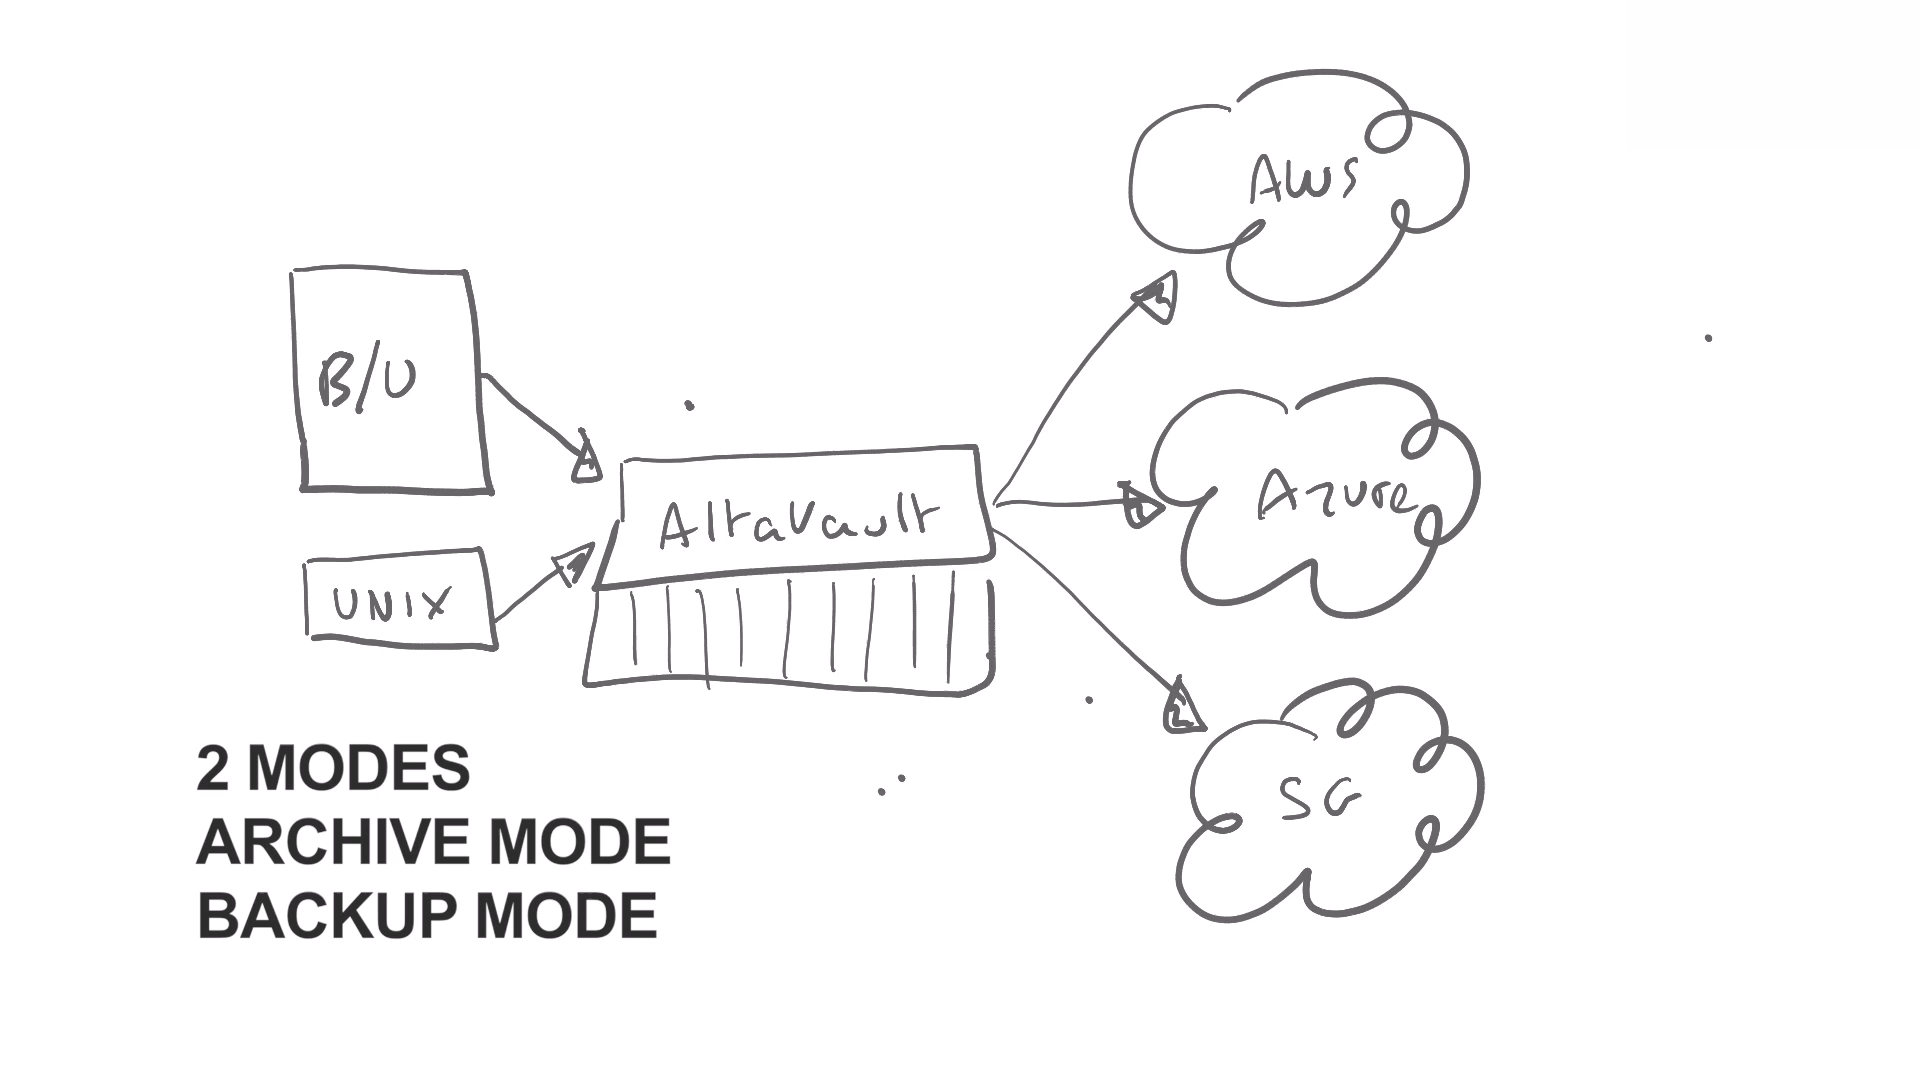 AWS
B/U
Azure
AltaVault
UNIX
SG
2 MODES
ARCHIVE MODE
BACKUP MODE